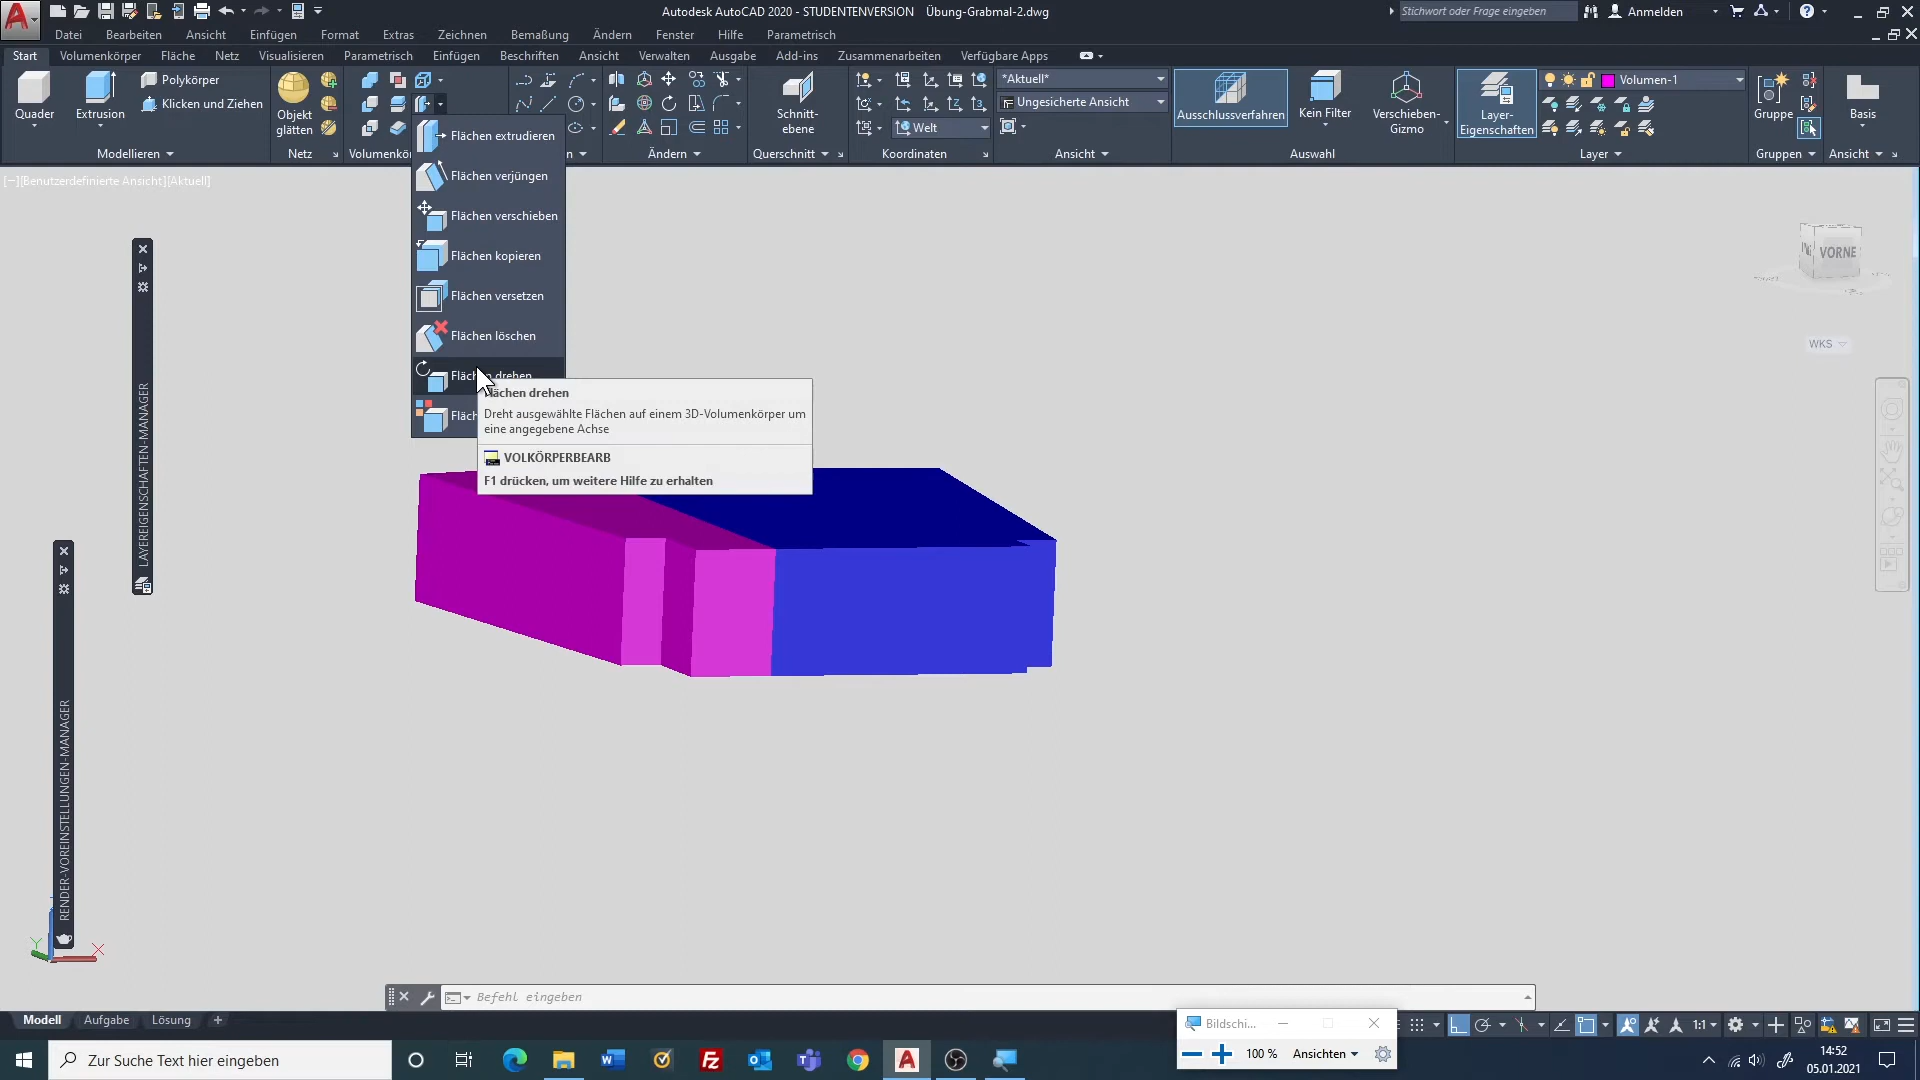 Autodesk AutoCAD 2020 - STUDENTENVERSION Übung-Grabmal-2.dwg
Stichwort oder Frage eingeben
Anmelden
Datei Bearbeiten Ansicht Einfügen Format Extras Zeichnen Bemaßung Ändern Fenster Hilfe Parametrisch
Start Volumenkörper Fläche Netz Visualisieren Parametrisch Einfügen Beschriften Ansicht Verwalten Ausgabe Add-ins Zusammenarbeiten Verfügbare Apps
Quader
Extrusion
Polykörper
Klicken und Ziehen
Objekt
glätten
Schnitt-
ebene
*Aktuell*
Ungesicherte Ansicht
Welt
Ausschlussverfahren
Kein Filter
Verschieben-
Gizmo
Layer-
Eigenschaften
Volumen-1
Gruppe
Basis
Modellieren
Netz
Volumenkö
Ändern
Querschnitt
Koordinaten
Ansicht
Auswahl
Layer
Gruppen
Ansicht
[−][Benutzerdefinierte Ansicht][Aktuell]
Flächen extrudieren
Flächen verjüngen
Flächen verschieben
Flächen kopieren
Flächen versetzen
Flächen löschen
Flächen drehen
Fläc
Flächen drehen
Dreht ausgewählte Flächen auf einem 3D-Volumenkörper um
eine angegebene Achse
VOLKÖRPERBEARB
F1 drücken, um weitere Hilfe zu erhalten
VORNE
WKS
LAYEREIGENSCHAFTEN-MANAGER
RENDER-VOREINSTELLUNGEN-MANAGER
Y
X
Befehl eingeben
Modell Aufgabe Lösung +
1:1
Bildschi...
100 %
Ansichten
Zur Suche Text hier eingeben
14:52
05.01.2021